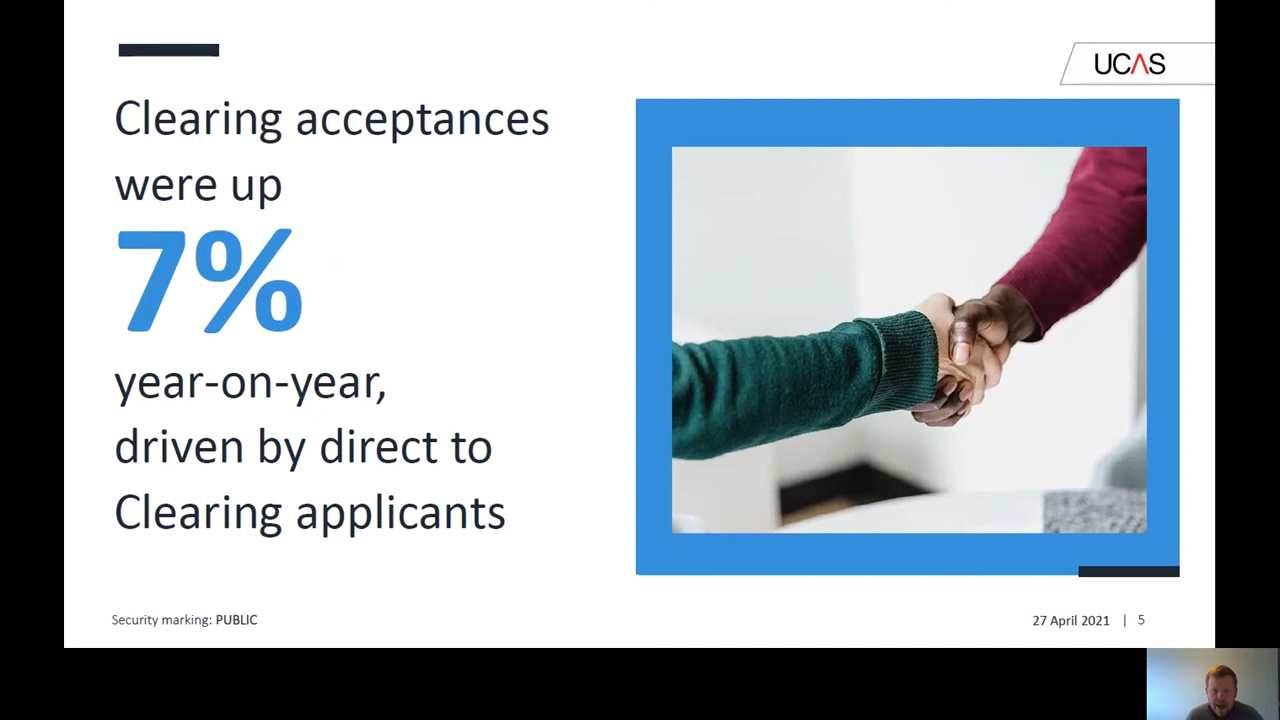 UCAS
Clearing acceptances
were up
7%
year-on-year,
driven by direct to
Clearing applicants
Security marking: PUBLIC
27 April 2021 | 5